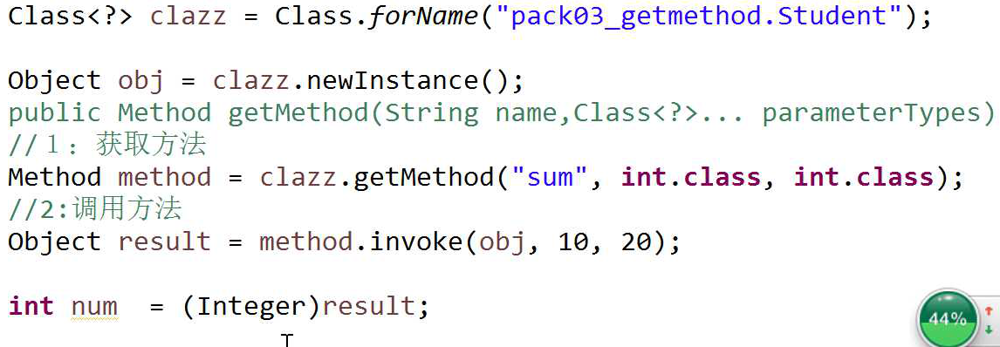 Class<?> clazz = Class.forName("pack03_getmethod.Student");
Object obj = clazz.newInstance();
public Method getMethod(String name,Class<?>... parameterTypes)
//１：获取方法
Method method = clazz.getMethod("sum", int.class, int.class);
//2:调用方法
Object result = method.invoke(obj, 10, 20);
int num  = (Integer)result;
44%